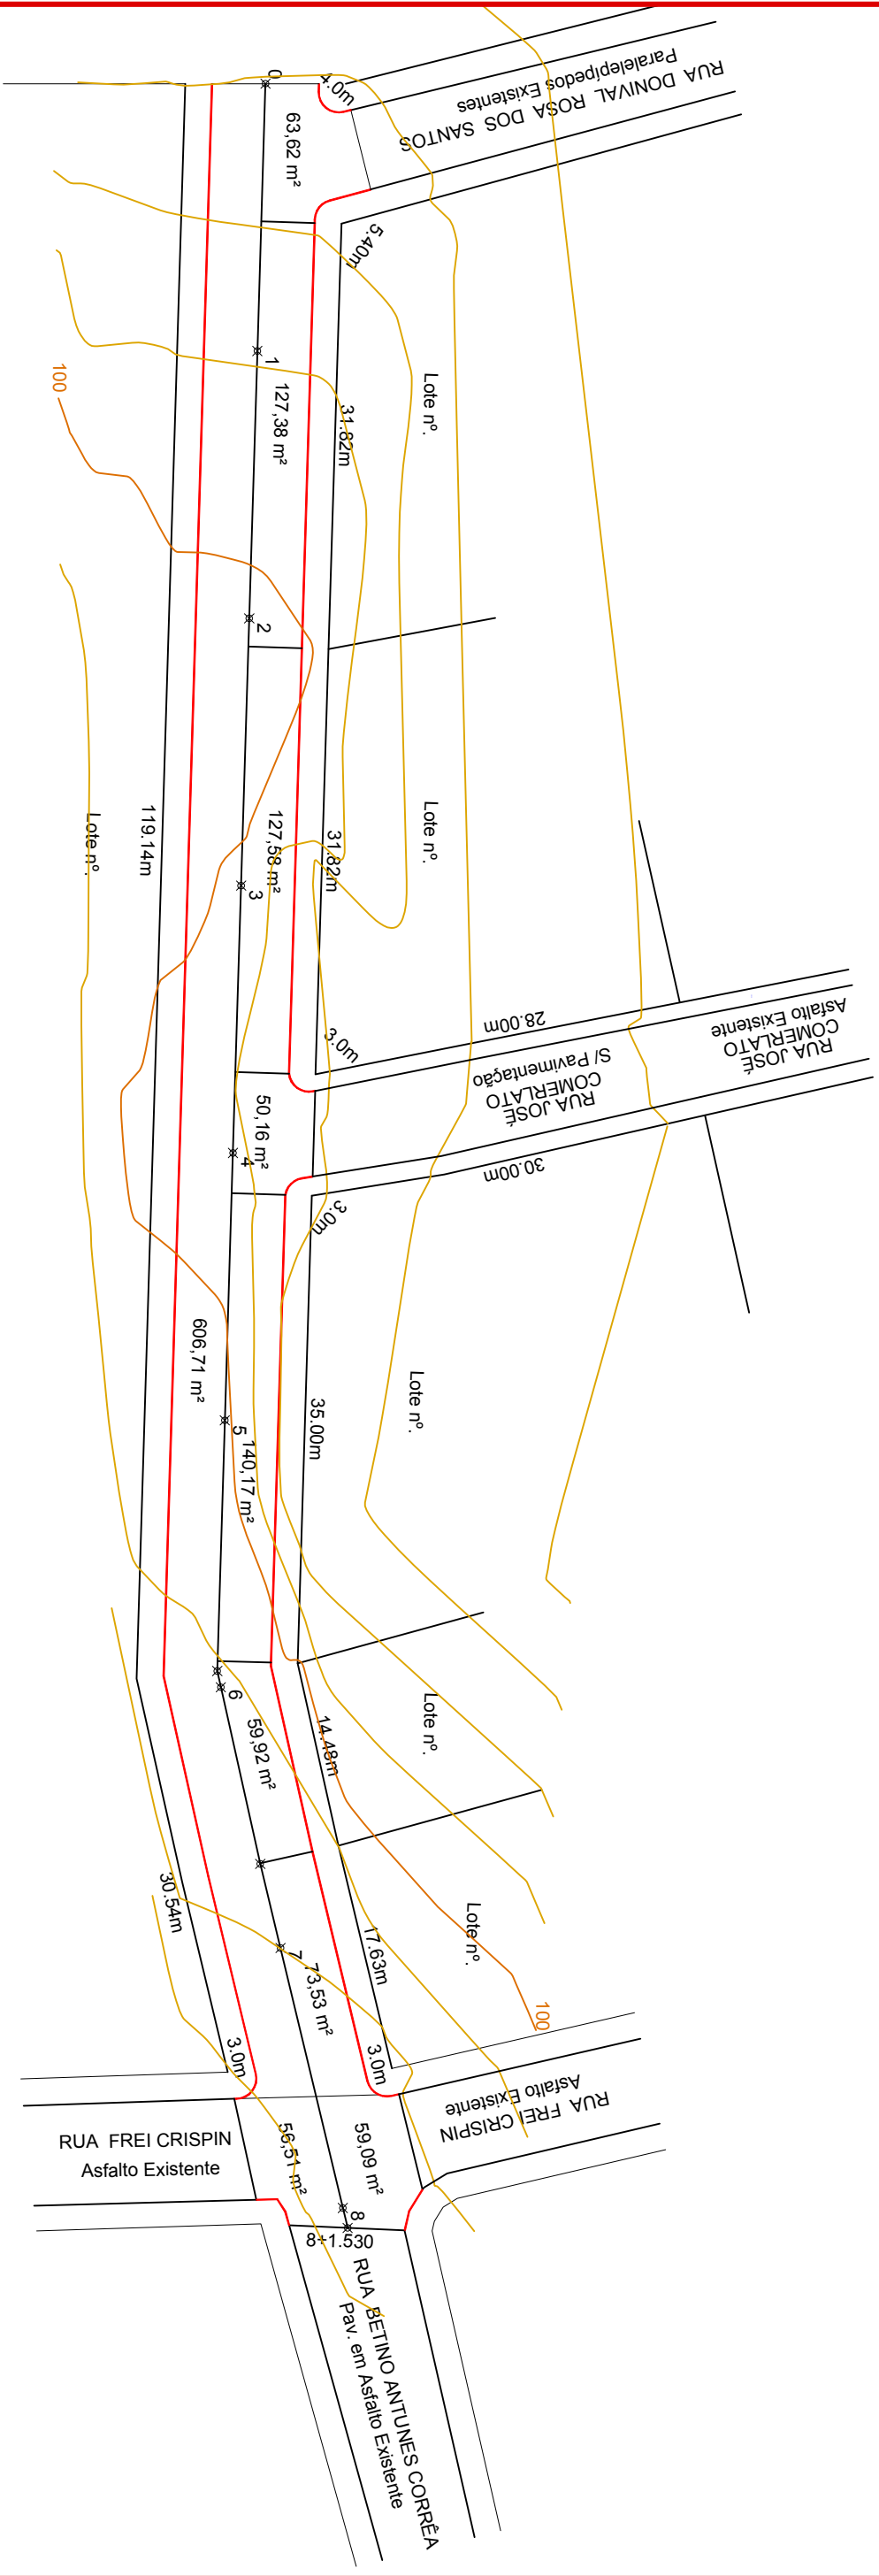 RUA DONIVAL ROSA DOS SANTOS
Paralelepípedos Existentes
0
4.0m
63,62 m²
5.40m
1
127,38 m²
31.82m
Lote nº.
100
2
Lote nº.
119.14m
127,58 m²
31.82m
Lote nº.
3
28.00m
RUA JOSÉ
COMERLATO
Asfalto Existente
3.0m
RUA JOSÉ
COMERLATO
S/ Pavimentação
50,16 m²
4
30.00m
3.0m
606,71 m²
35.00m
Lote nº.
5
140,17 m²
6
59,92 m²
14.48m
Lote nº.
30.54m
7
73,53 m²
17.63m
Lote nº.
100
3.0m
3.0m
RUA FREI CRISPIN
Asfalto Existente
RUA FREI CRISPIN
Asfalto Existente
56,51 m²
59,09 m²
8
8+1.530
RUA BETINO ANTUNES CORRÊA
Pav. em Asfalto Existente